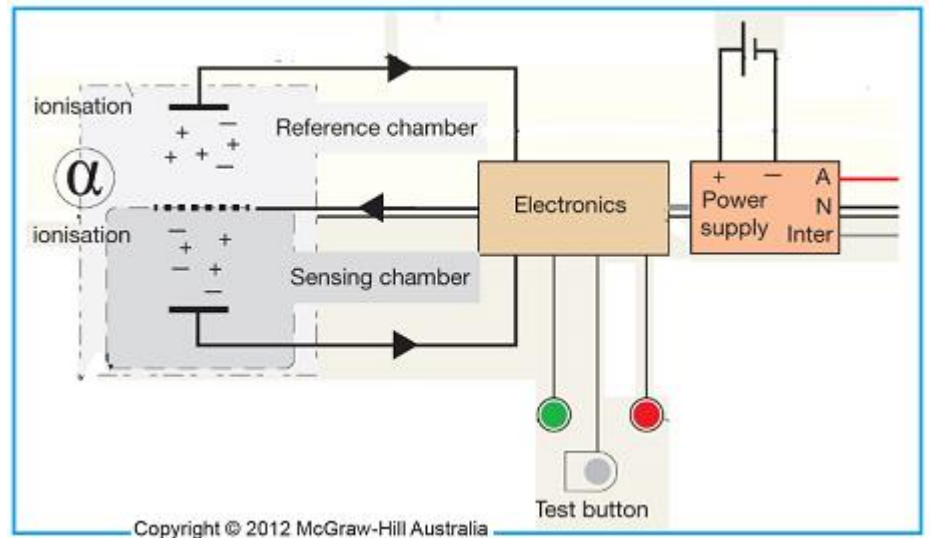 ionisation
Reference chamber
α
ionisation
Sensing chamber
Electronics
+ −
Power
supply
A
N
Inter
Test button
Copyright © 2012 McGraw-Hill Australia